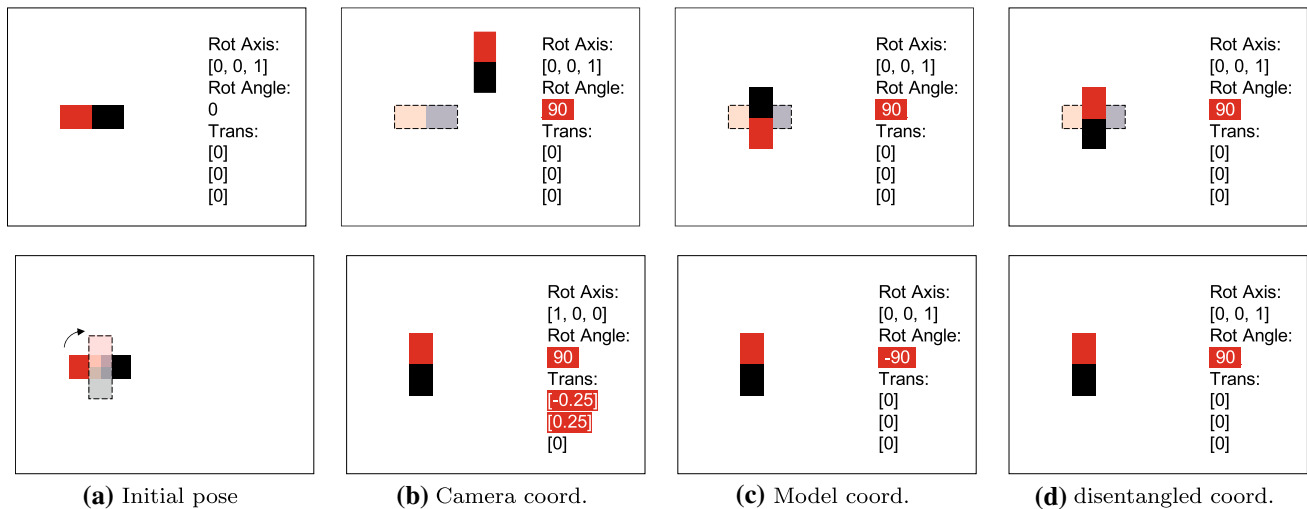 Rot Axis:
[0, 0, 1]
Rot Angle:
0
Trans:
[0]
[0]
[0]
Rot Axis:
[0, 0, 1]
Rot Angle:
90
Trans:
[0]
[0]
[0]
Rot Axis:
[0, 0, 1]
Rot Angle:
90
Trans:
[0]
[0]
[0]
Rot Axis:
[0, 0, 1]
Rot Angle:
90
Trans:
[0]
[0]
[0]
Rot Axis:
[1, 0, 0]
Rot Angle:
90
Trans:
[-0.25]
[0.25]
[0]
Rot Axis:
[0, 0, 1]
Rot Angle:
-90
Trans:
[0]
[0]
[0]
Rot Axis:
[0, 0, 1]
Rot Angle:
90
Trans:
[0]
[0]
[0]
(a) Initial pose
(b) Camera coord.
(c) Model coord.
(d) disentangled coord.